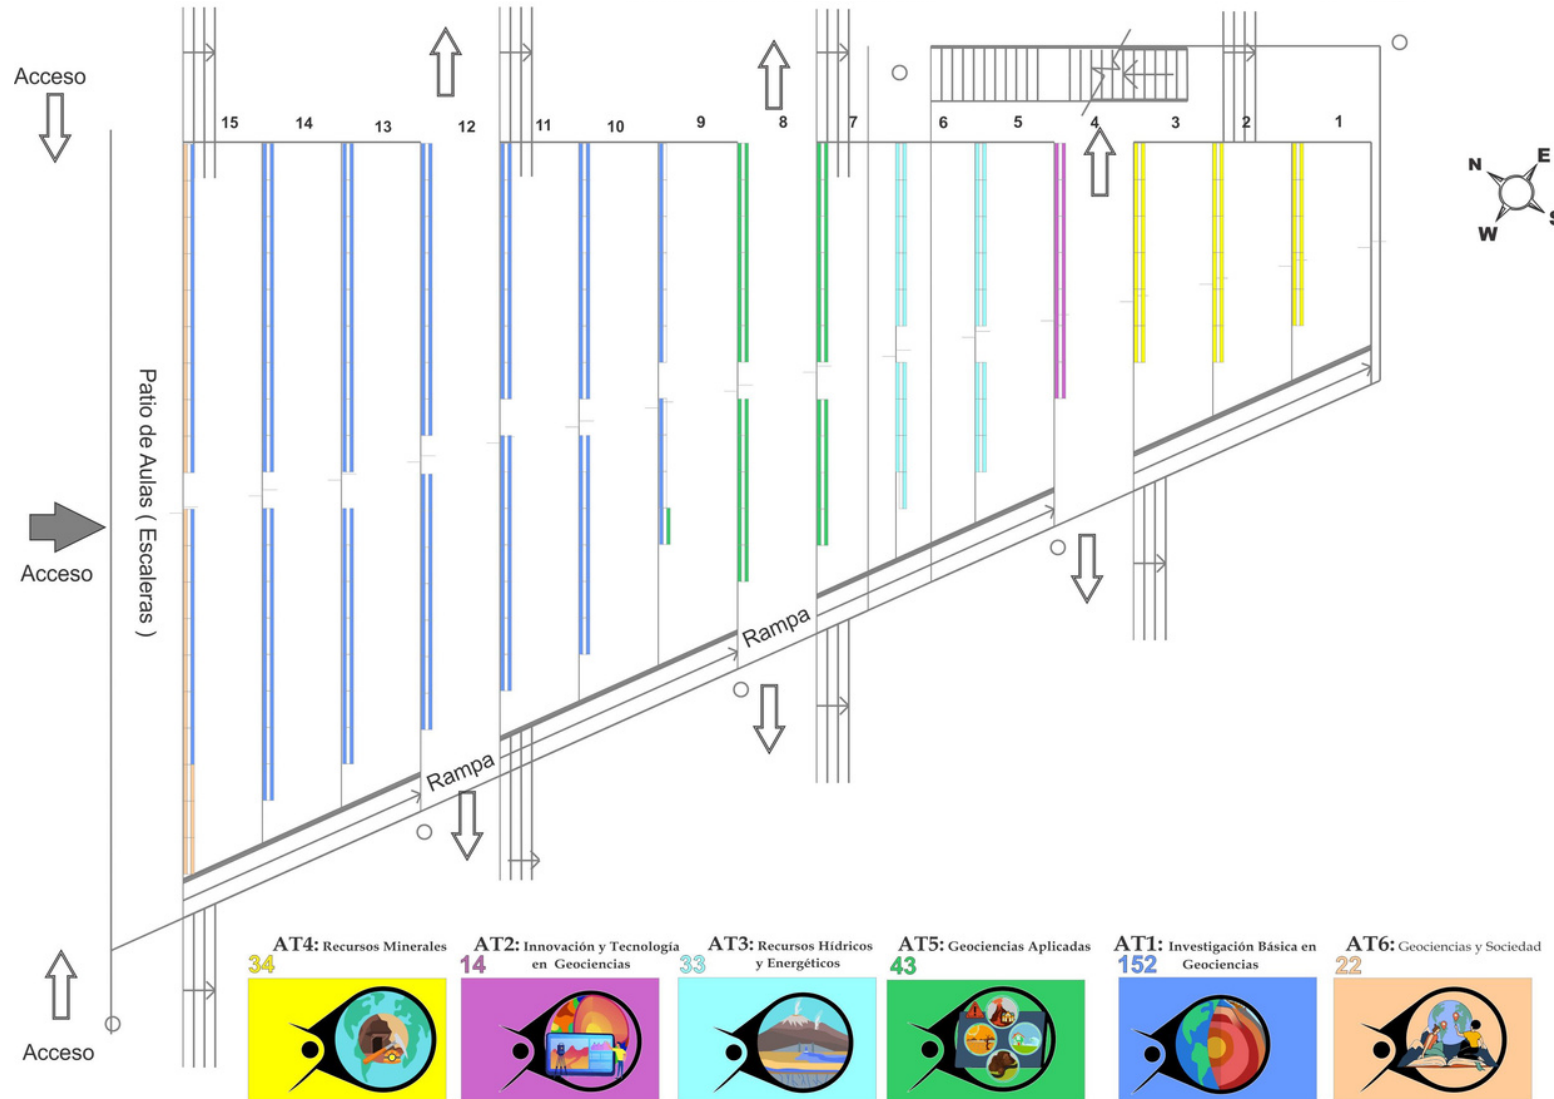 Acceso
15 14 13 12 11 10 9 8 7 6 5 4 3 2 1
N E
W S
Patio de Aulas ( Escaleras )
Acceso
Rampa
Rampa
Acceso
AT4: Recursos Minerales
34
AT2: Innovación y Tecnología
14 en Geociencias
AT3: Recursos Hídricos
33 y Energéticos
AT5: Geociencias Aplicadas
43
AT1: Investigación Básica en
152 Geociencias
AT6: Geociencias y Sociedad
22